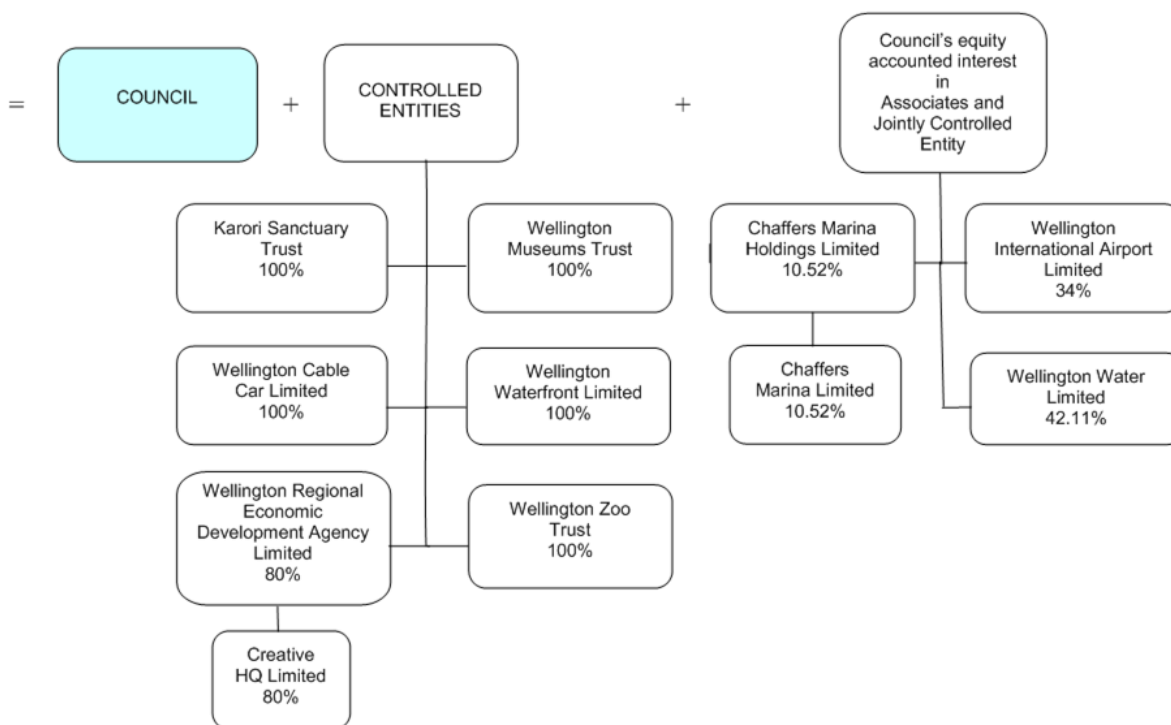 =
COUNCIL
+
CONTROLLED
ENTITIES
+
Council's equity
accounted interest
in
Associates and
Jointly Controlled
Entity
Karori Sanctuary
Trust
100%
Wellington
Museums Trust
100%
Chaffers Marina
Holdings Limited
10.52%
Wellington
International Airport
Limited
34%
Wellington Cable
Car Limited
100%
Wellington
Waterfront Limited
100%
Chaffers
Marina Limited
10.52%
Wellington Water
Limited
42.11%
Wellington Regional
Economic
Development Agency
Limited
80%
Wellington Zoo
Trust
100%
Creative
HQ Limited
80%